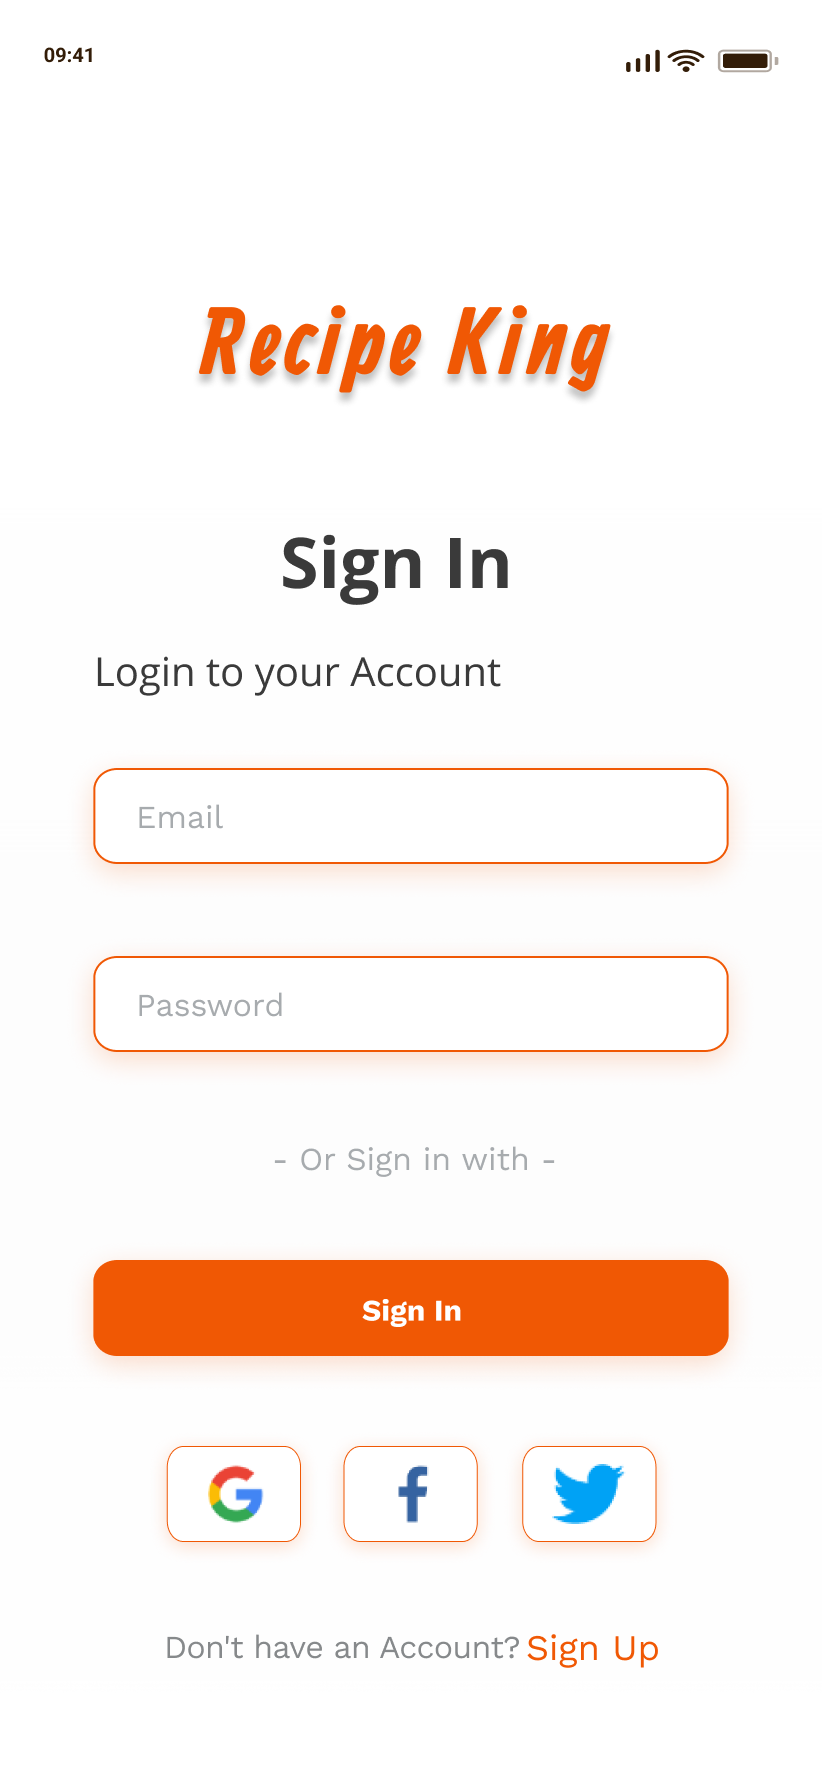 09:41
Recipe King
Sign In
Login to your Account
Email
Password
- Or Sign in with -
Sign In
Don't have an Account? Sign Up